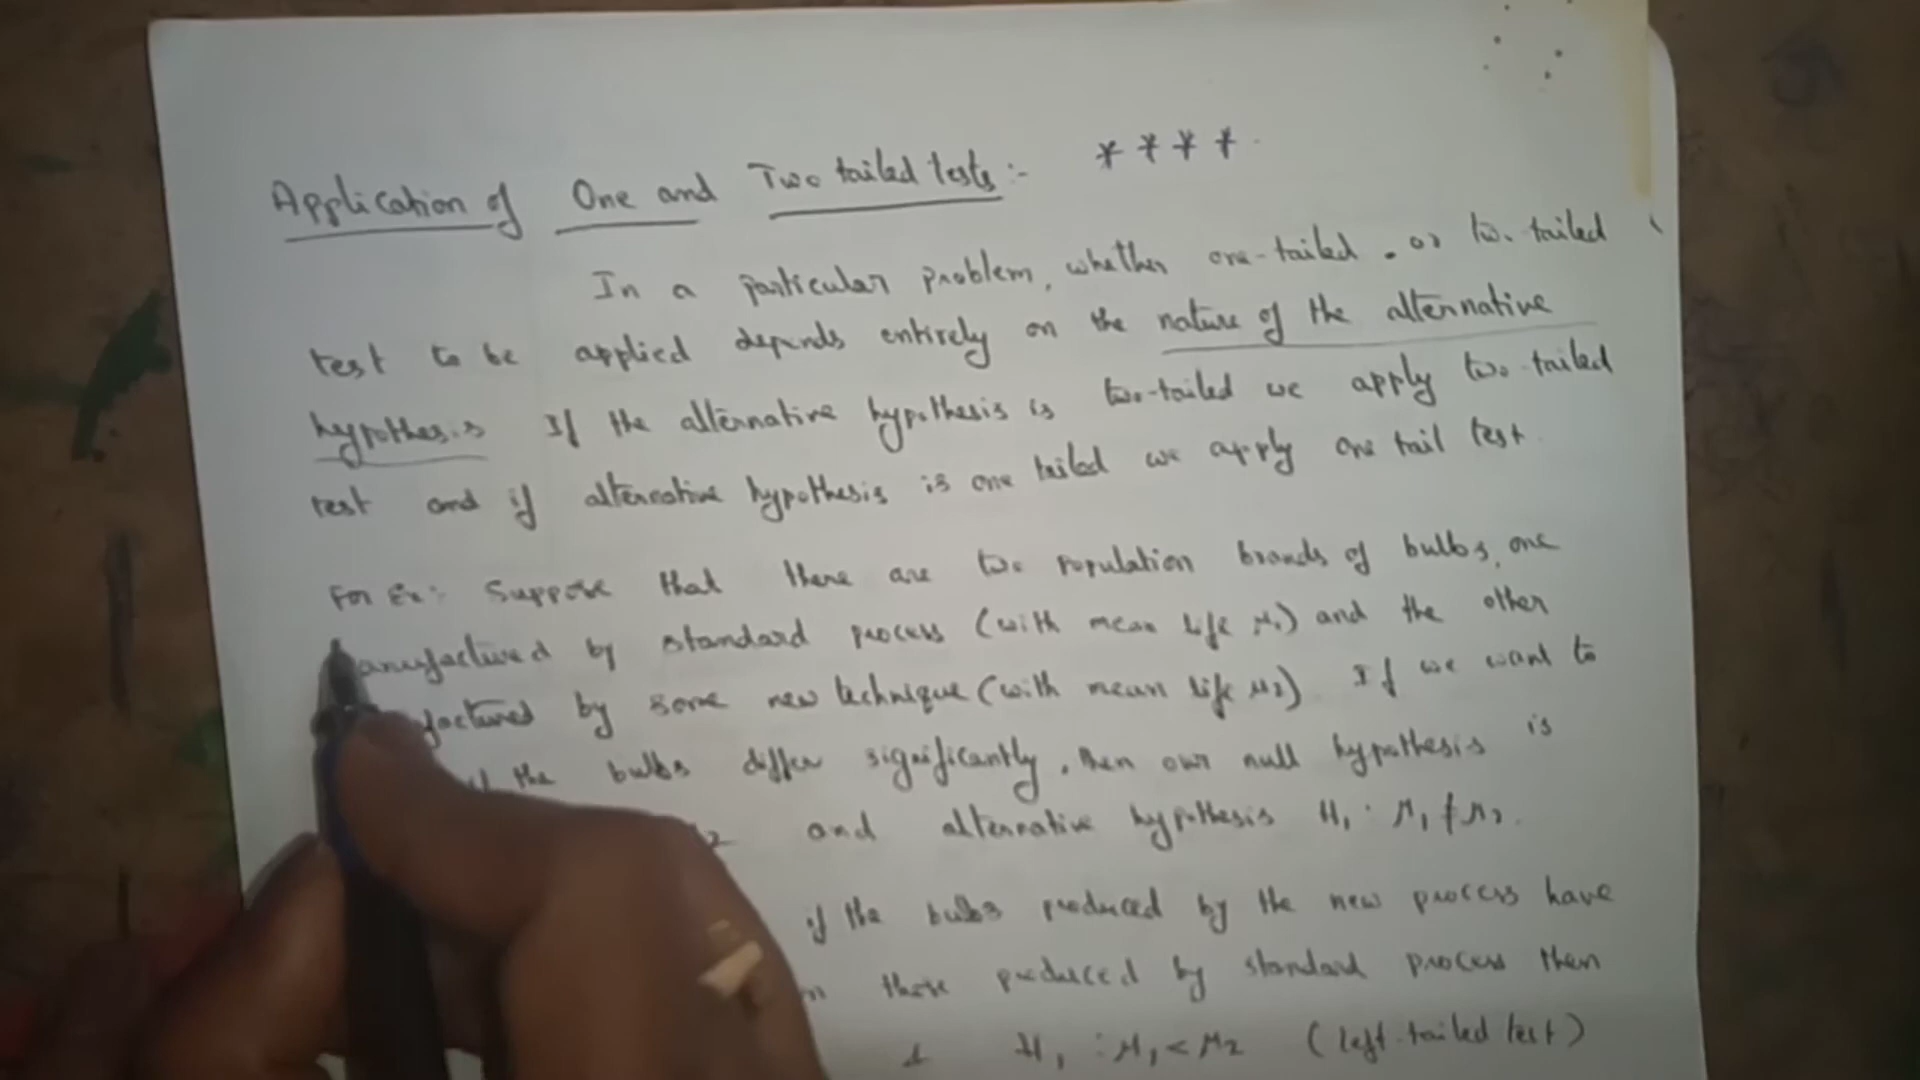 Application of One and Two tailed tests :- ****
In a particular problem, whether one-tailed or two tailed
test to be applied depends entirely on the nature of the alternative
hypothesis If the alternative hypothesis is two-tailed we apply two-tailed
test and if alternative hypothesis is one tailed we apply one tail test
For Ex:- Suppose that there are two population brands of bulbs, one
manufactured by standard process (with mean life μ1) and the other
factured by some new technique (with mean life μ2) If we want to
the bulbs differ significantly, then our null hypothesis is
2 and alternative hypothesis H1 : μ1 ≠ μ2.
if the bulbs produced by the new process have
those produced by standard process then
H1 : μ1 < μ2 (left-tailed test)